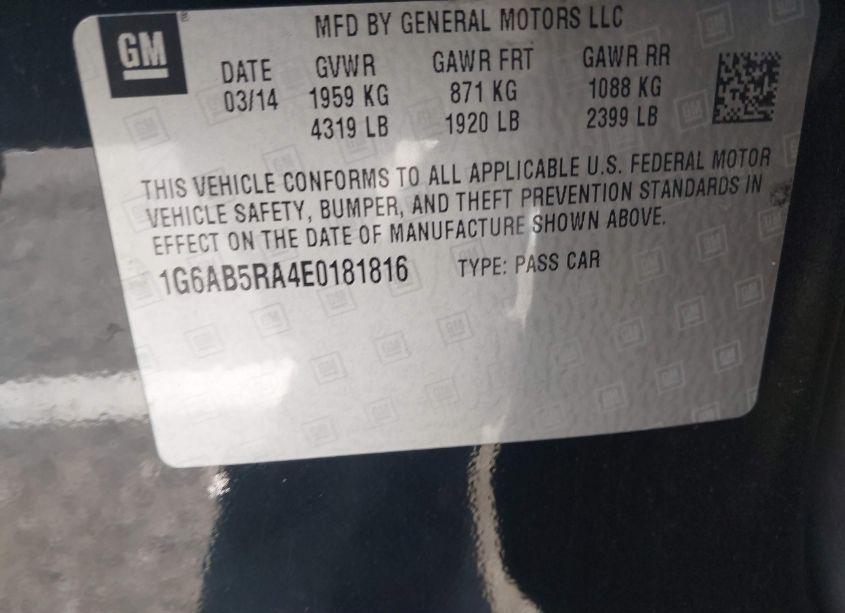 GM
®
MFD BY GENERAL MOTORS LLC
DATE GVWR GAWR FRT GAWR RR
03/14 1959 KG 871 KG 1088 KG
4319 LB 1920 LB 2399 LB
THIS VEHICLE CONFORMS TO ALL APPLICABLE U.S. FEDERAL MOTOR
VEHICLE SAFETY, BUMPER, AND THEFT PREVENTION STANDARDS IN
EFFECT ON THE DATE OF MANUFACTURE SHOWN ABOVE.
1G6AB5RA4E0181816 TYPE: PASS CAR